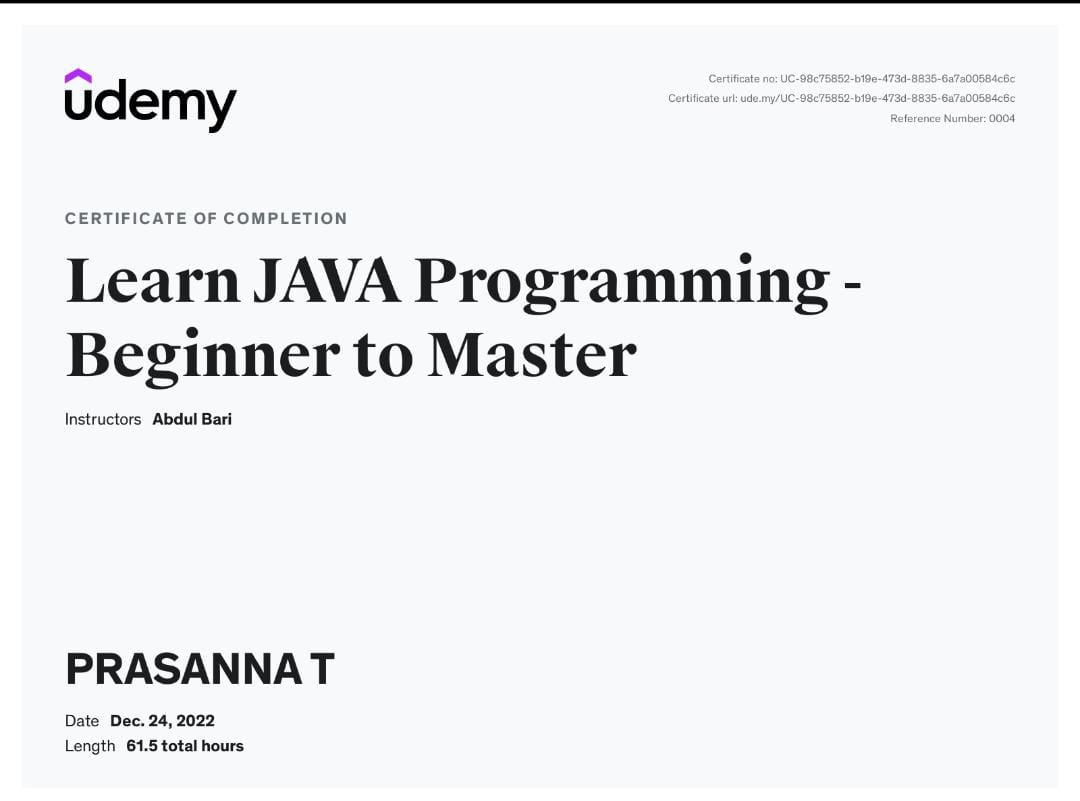 udemy
Certificate no: UC-98c75852-b19e-473d-8835-6a7a00584c6c
Certificate url: ude.my/UC-98c75852-b19e-473d-8835-6a7a00584c6c
Reference Number: 0004
CERTIFICATE OF COMPLETION
Learn JAVA Programming -
Beginner to Master
Instructors Abdul Bari
PRASANNA T
Date Dec. 24, 2022
Length 61.5 total hours